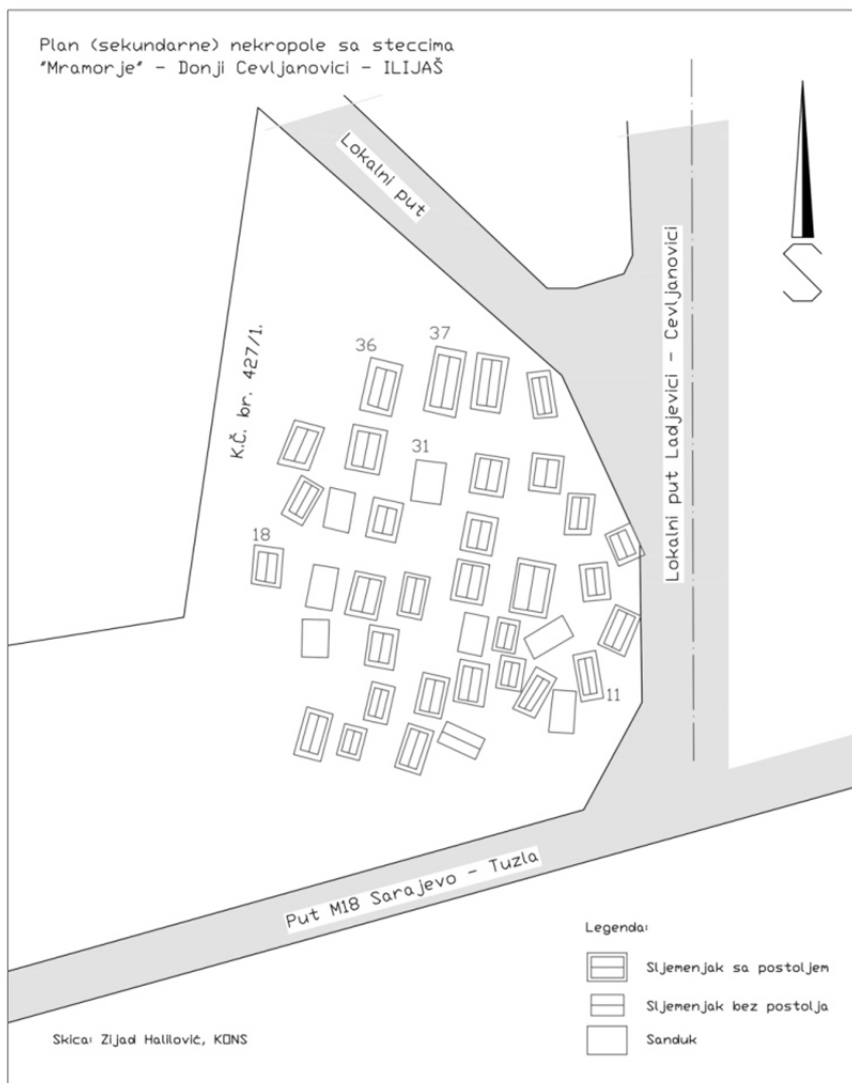 Plan (sekundarne) nekropole sa steccima
"Mramorje" - Donji Cevljanovici - ILIJAŠ
Lokalni put
Lokalni put Ladjevici - Cevljanovici
S
K.Č. br. 427/1.
36
37
31
18
11
Put M18 Sarajevo - Tuzla
Legenda:
Sljemenjak sa postoljem
Sljemenjak bez postolja
Sanduk
Skica: Zijad Halilović, KONS